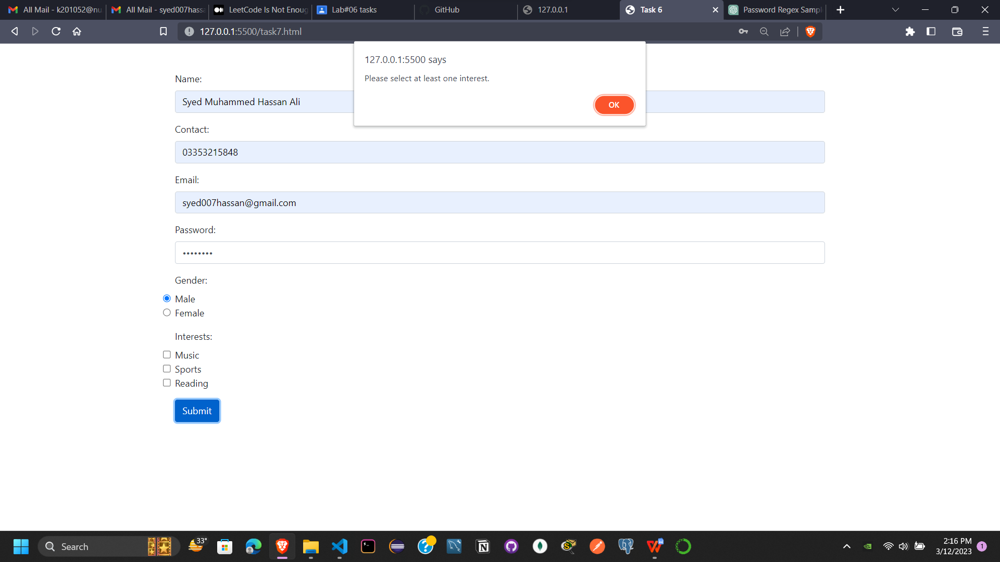 All Mail - k201052@nu
All Mail - syed007hassa
LeetCode Is Not Enoug
Lab#06 tasks
GitHub
127.0.0.1
Task 6
Password Regex Sampl
127.0.0.1:5500/task7.html
127.0.0.1:5500 says
Please select at least one interest.
OK
Name:
Syed Muhammed Hassan Ali
Contact:
03353215848
Email:
syed007hassan@gmail.com
Password:
••••••••
Gender:
Male
Female
Interests:
Music
Sports
Reading
Submit
Search
33°
2:16 PM
3/12/2023
1